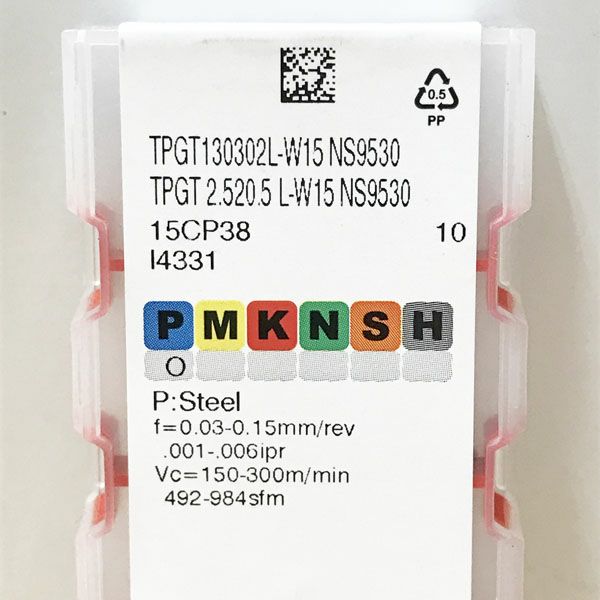 0.5
PP
TPGT130302L-W15 NS9530
TPGT 2.520.5 L-W15 NS9530
15CP38 10
I4331
P M K N S H
O
P:Steel
f=0.03-0.15mm/rev
.001-.006ipr
Vc=150-300m/min
492-984sfm